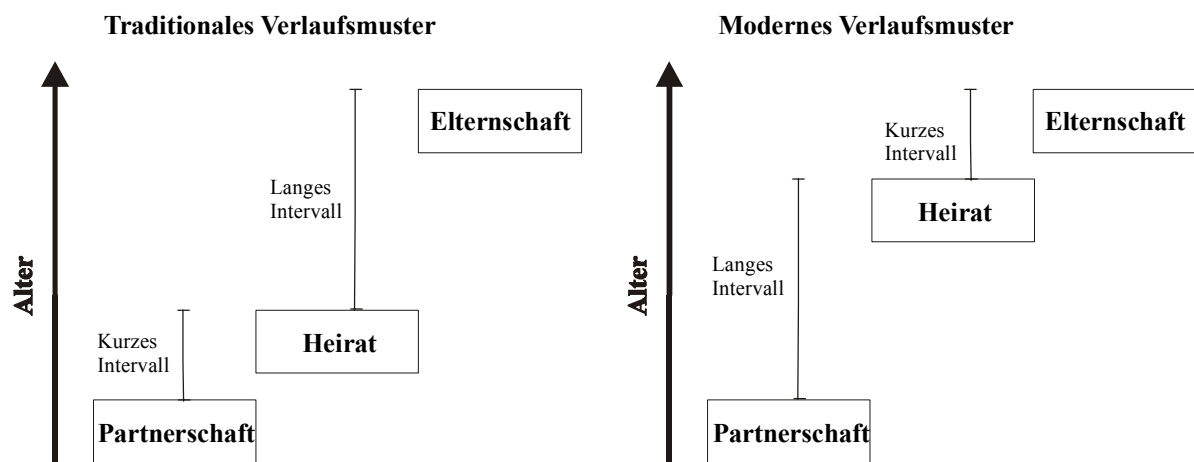 Traditionales Verlaufsmuster
Alter
Elternschaft
Langes
Intervall
Heirat
Kurzes
Intervall
Partnerschaft
Modernes Verlaufsmuster
Alter
Elternschaft
Kurzes
Intervall
Heirat
Langes
Intervall
Partnerschaft